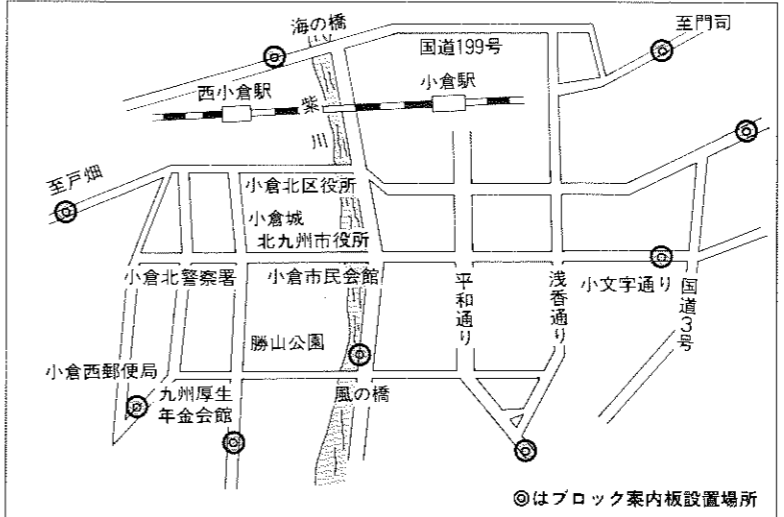 海の橋
国道199号
至門司
西小倉駅
小倉駅
紫川
至戸畑
小倉北区役所
小倉城
北九州市役所
小倉北警察署
小倉市民会館
平和通り
浅香通り
小文字通り
国道3号
勝山公園
小倉西郵便局
九州厚生
年金会館
風の橋
◎はブロック案内板設置場所